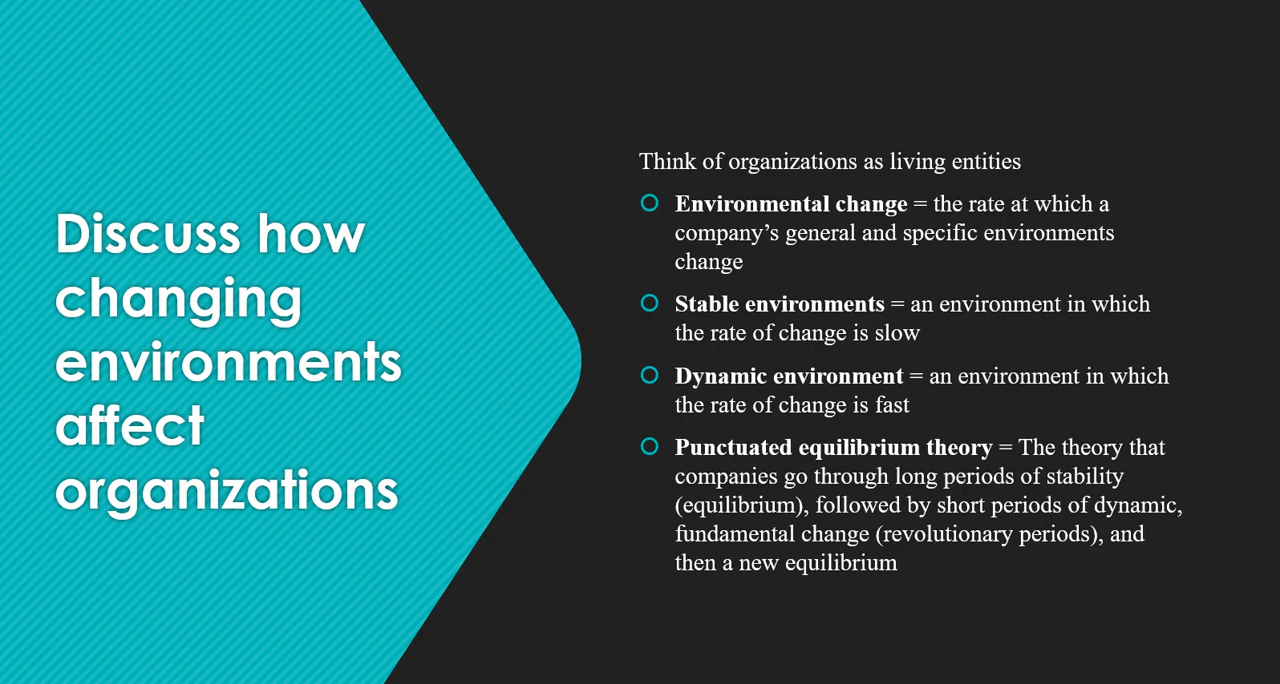 Discuss how
changing
environments
affect
organizations
Think of organizations as living entities
Environmental change = the rate at which a
company’s general and specific environments
change
Stable environments = an environment in which
the rate of change is slow
Dynamic environment = an environment in which
the rate of change is fast
Punctuated equilibrium theory = The theory that
companies go through long periods of stability
(equilibrium), followed by short periods of dynamic,
fundamental change (revolutionary periods), and
then a new equilibrium